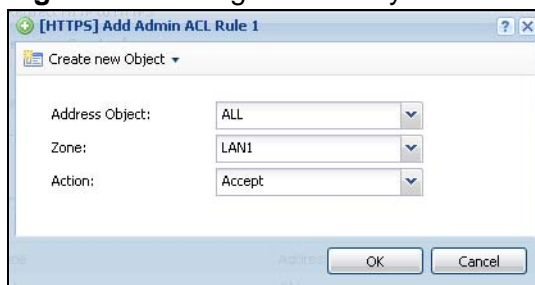 [HTTPS] Add Admin ACL Rule 1
Create new Object
Address Object: ALL
Zone: LAN1
Action: Accept
OK Cancel